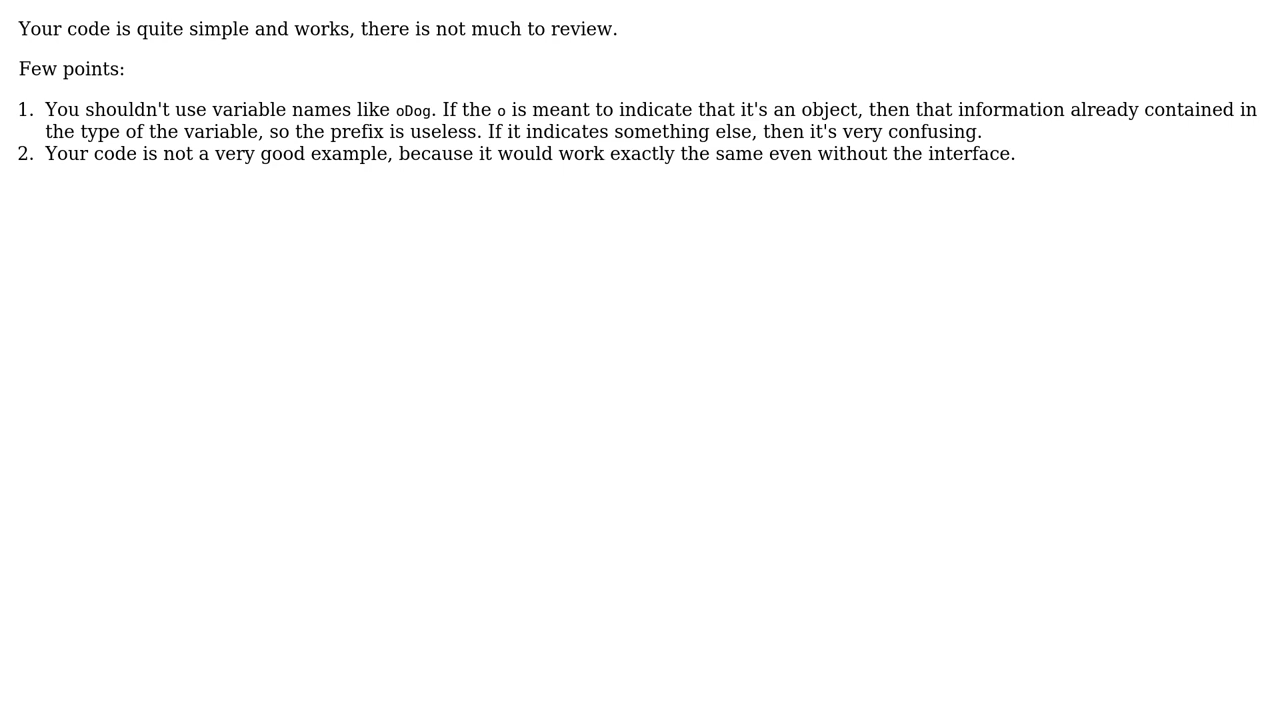 Your code is quite simple and works, there is not much to review.
Few points:
1. You shouldn't use variable names like oDog. If the o is meant to indicate that it's an object, then that information already contained in
the type of the variable, so the prefix is useless. If it indicates something else, then it's very confusing.
2. Your code is not a very good example, because it would work exactly the same even without the interface.